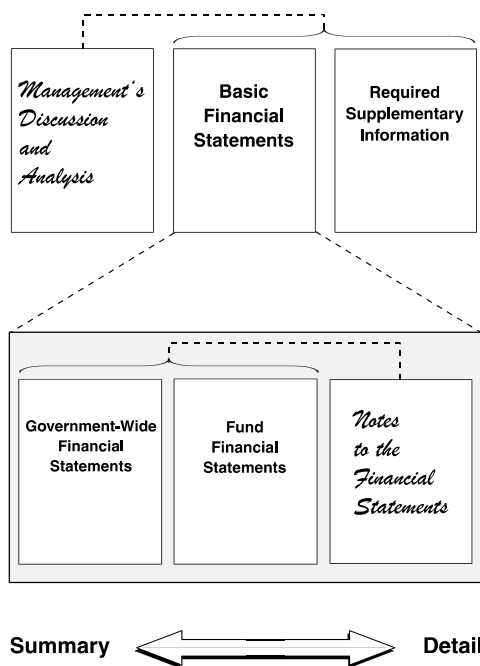 Management's
Discussion
and
Analysis
Basic
Financial
Statements
Required
Supplementary
Information
Government-Wide
Financial
Statements
Fund
Financial
Statements
Notes
to the
Financial
Statements
Summary
Detail